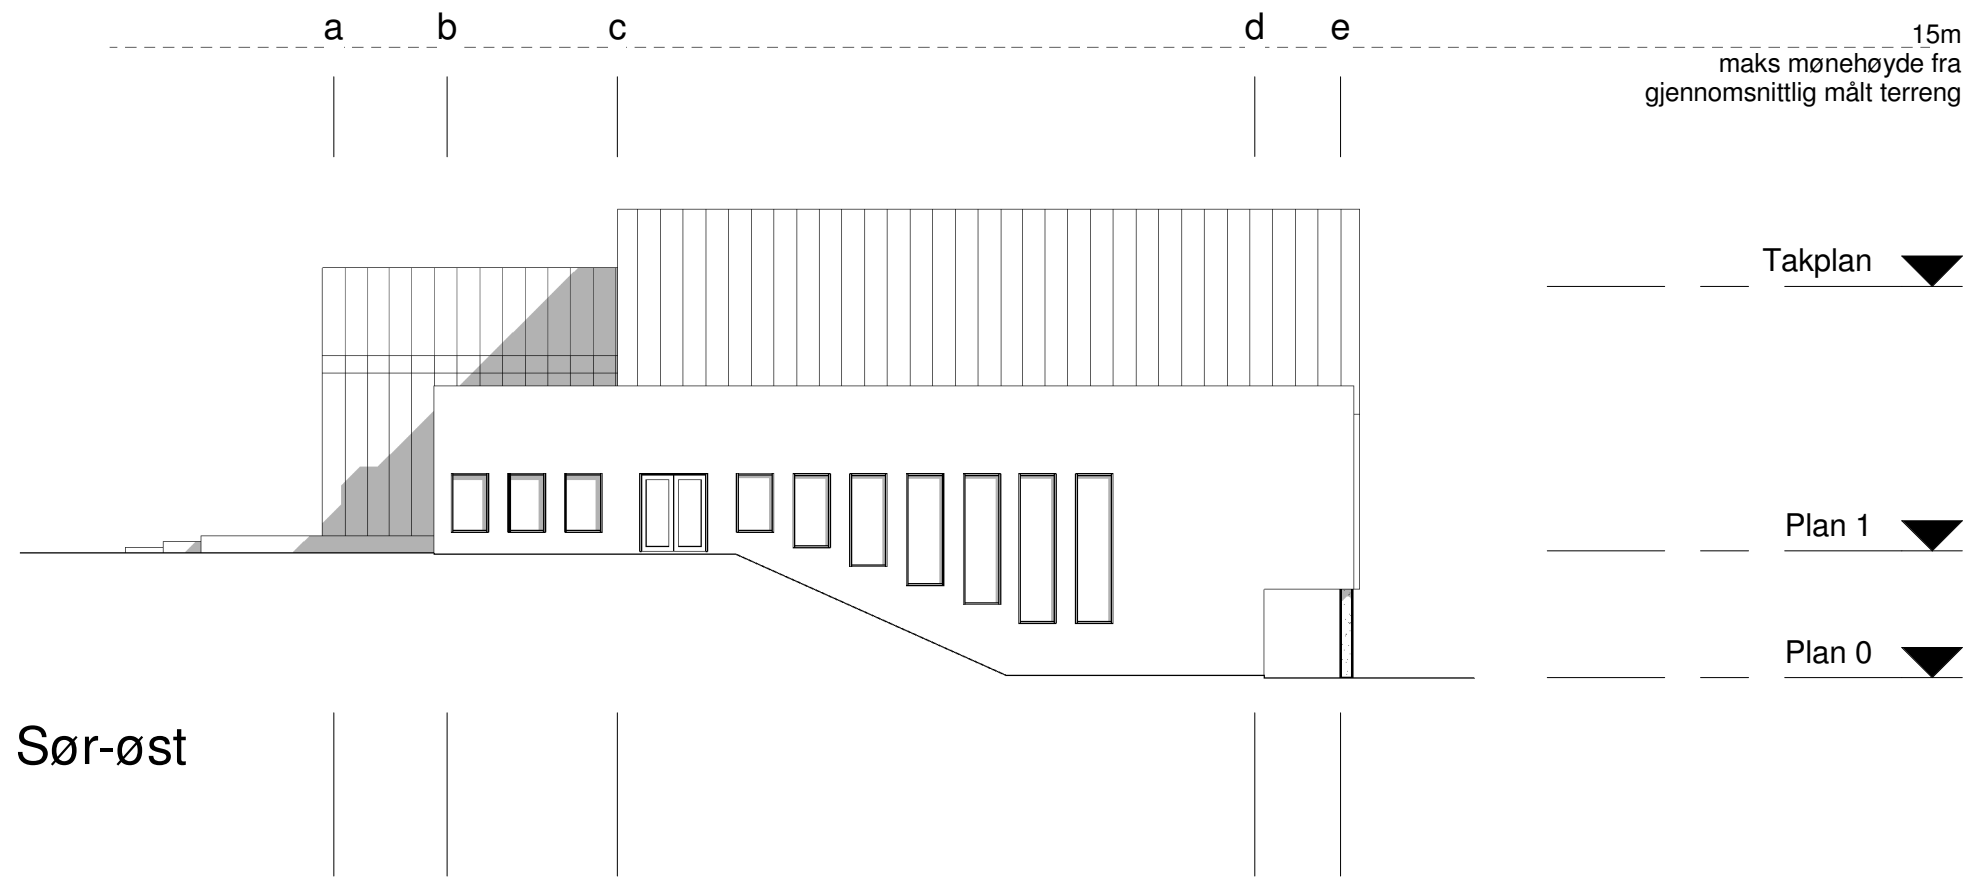 a b c d e
15m
maks mønehøyde fra
gjennomsnittlig målt terreng
Takplan
Plan 1
Plan 0
Sør-øst